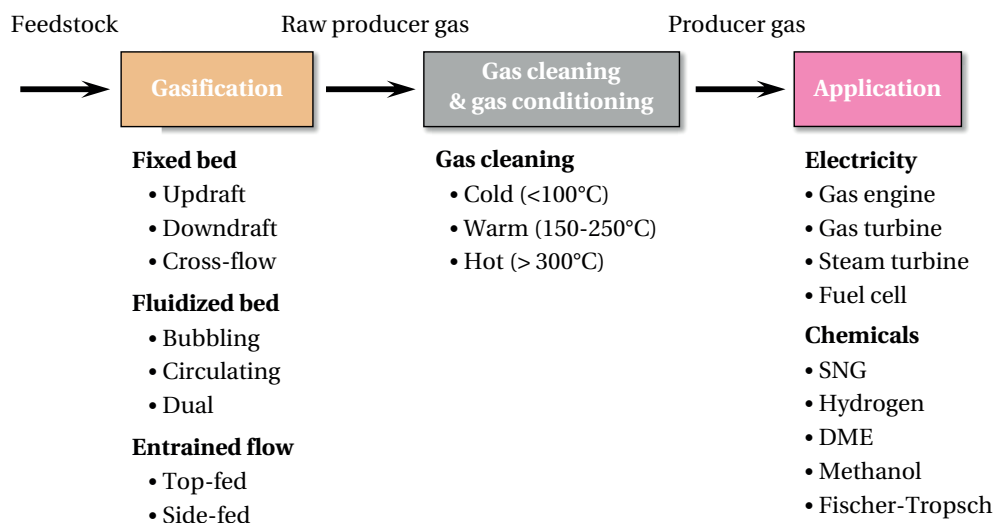 Feedstock
Raw producer gas
Producer gas
Gasification
Gas cleaning
& gas conditioning
Application
Fixed bed
• Updraft
• Downdraft
• Cross-flow
Fluidized bed
• Bubbling
• Circulating
• Dual
Entrained flow
• Top-fed
• Side-fed
Gas cleaning
• Cold (<100°C)
• Warm (150-250°C)
• Hot (> 300°C)
Electricity
• Gas engine
• Gas turbine
• Steam turbine
• Fuel cell
Chemicals
• SNG
• Hydrogen
• DME
• Methanol
• Fischer-Tropsch